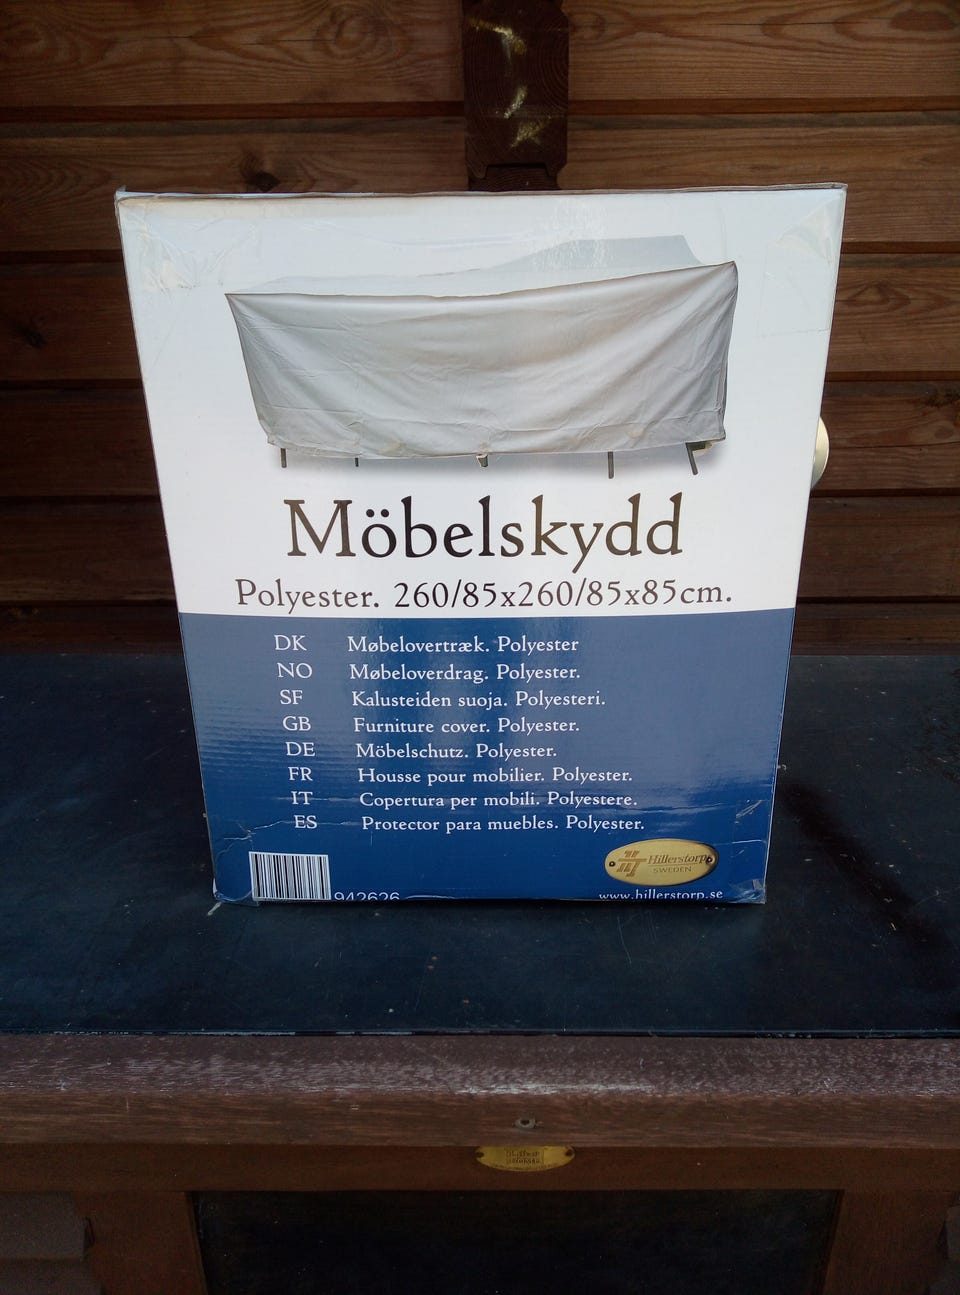 Möbelskydd
Polyester. 260/85x260/85x85cm.
DK Møbelovertræk. Polyester
NO Møbeloverdrag. Polyester.
SF Kalusteiden suoja. Polyesteri.
GB Furniture cover. Polyester.
DE Möbelschutz. Polyester.
FR Housse pour mobilier. Polyester.
IT Copertura per mobili. Polyestere.
ES Protector para muebles. Polyester.
Hillerstorp
SWEDEN
942626
www.hillerstorp.se